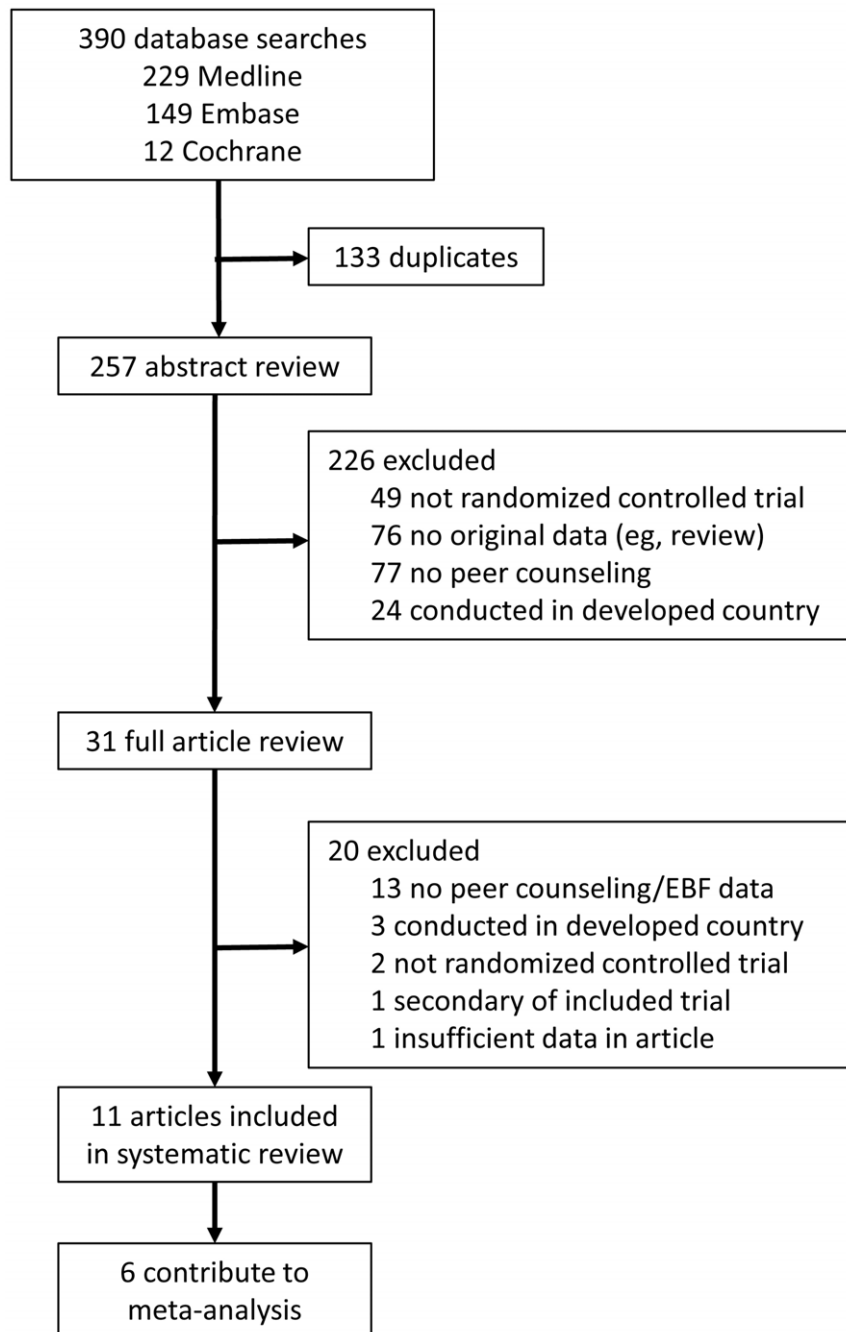 390 database searches
229 Medline
149 Embase
12 Cochrane
133 duplicates
257 abstract review
226 excluded
49 not randomized controlled trial
76 no original data (eg, review)
77 no peer counseling
24 conducted in developed country
31 full article review
20 excluded
13 no peer counseling/EBF data
3 conducted in developed country
2 not randomized controlled trial
1 secondary of included trial
1 insufficient data in article
11 articles included
in systematic review
6 contribute to
meta-analysis